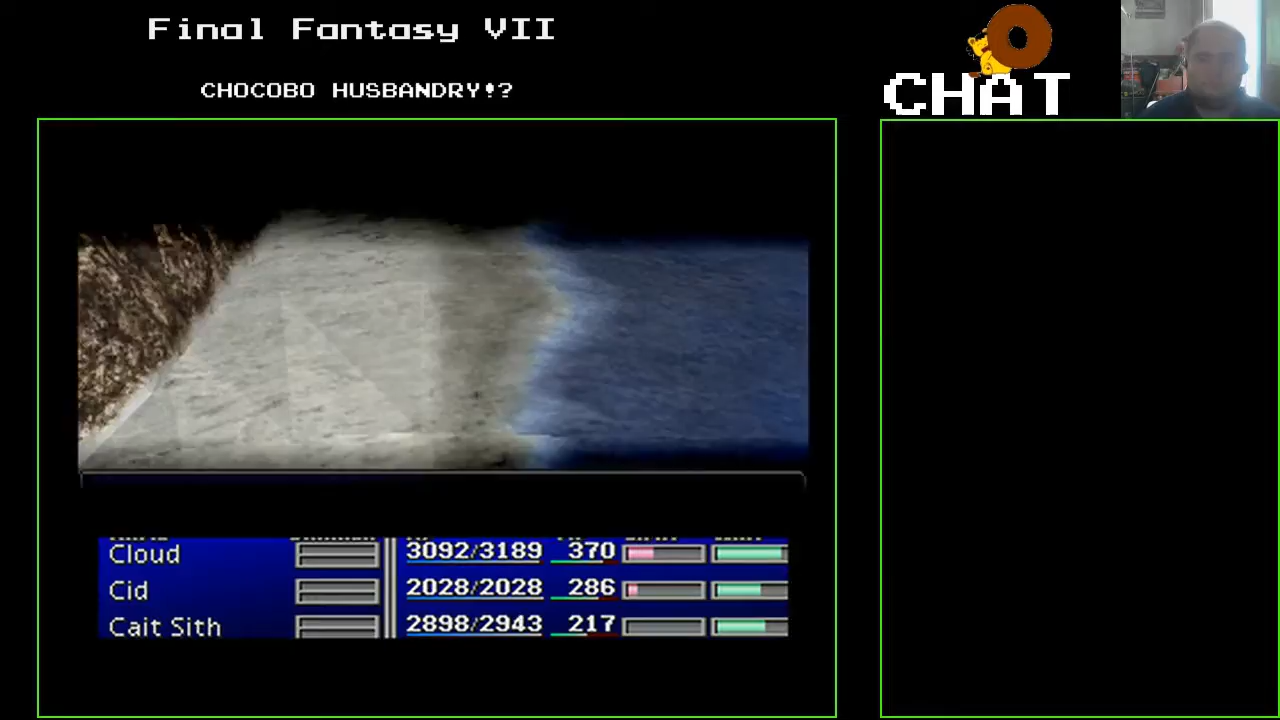 Final Fantasy VII
CHOCOBO HUSBANDRY!?
CHAT
Cloud 3092/3189 370
Cid 2028/2028 286
Cait Sith 2898/2943 217